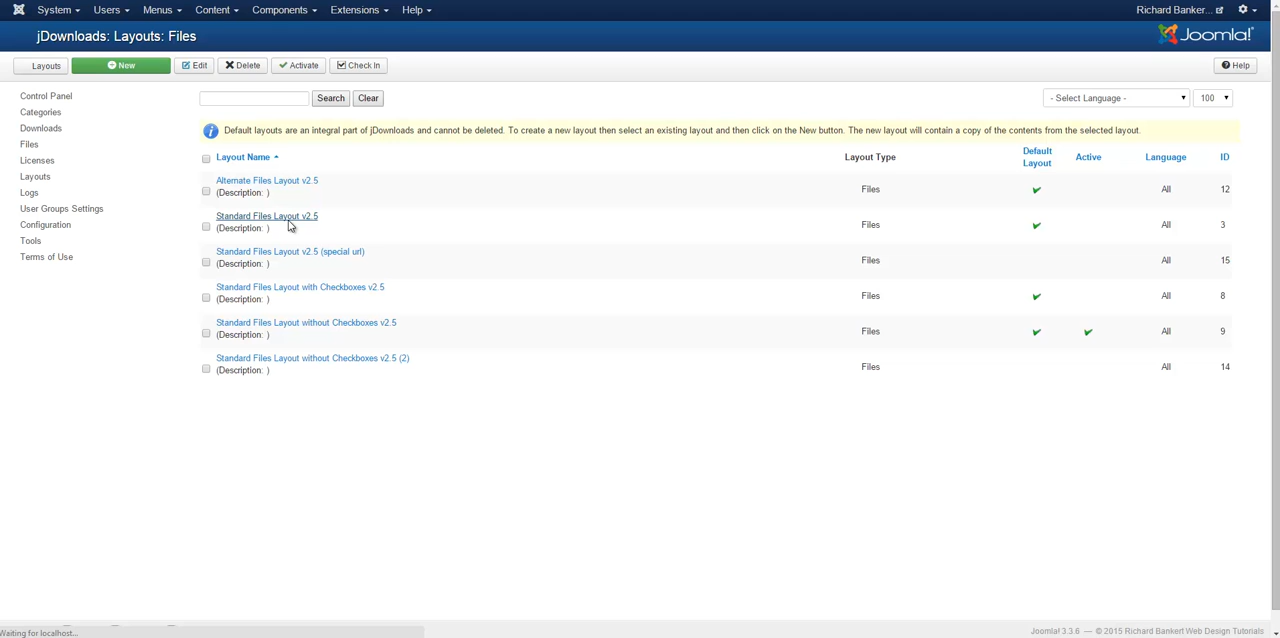 System Users Menus Content Components Extensions Help Richard Banker...
jDownloads: Layouts: Files Joomla!®
Layouts New Edit Delete Activate Check In Help
Control Panel
Categories
Downloads
Files
Licenses
Layouts
Logs
User Groups Settings
Configuration
Tools
Terms of Use
Search Clear - Select Language - 100
Default layouts are an integral part of jDownloads and cannot be deleted. To create a new layout then select an existing layout and then click on the New button. The new layout will contain a copy of the contents from the selected layout.
Layout Name Layout Type Default Layout Active Language ID
Alternate Files Layout v2.5
(Description: ) Files All 12
Standard Files Layout v2.5
(Description: ) Files All 3
Standard Files Layout v2.5 (special url)
(Description: ) Files All 15
Standard Files Layout with Checkboxes v2.5
(Description: ) Files All 8
Standard Files Layout without Checkboxes v2.5
(Description: ) Files All 9
Standard Files Layout without Checkboxes v2.5 (2)
(Description: ) Files All 14
Waiting for localhost... Joomla! 3.3.6 — © 2015 Richard Bankert Web Design Tutorials